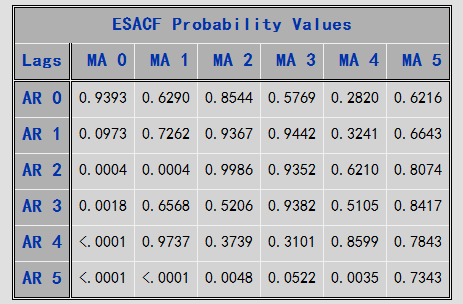 ESACF Probability Values
Lags MA 0 MA 1 MA 2 MA 3 MA 4 MA 5
AR 0 0.9393 0.6290 0.8544 0.5769 0.2820 0.6216
AR 1 0.0973 0.7262 0.9367 0.9442 0.3241 0.6643
AR 2 0.0004 0.0004 0.9986 0.9352 0.6210 0.8074
AR 3 0.0018 0.6568 0.5206 0.9382 0.5105 0.8417
AR 4 <.0001 0.9737 0.3739 0.3101 0.8599 0.7843
AR 5 <.0001 <.0001 0.0048 0.0522 0.0035 0.7343